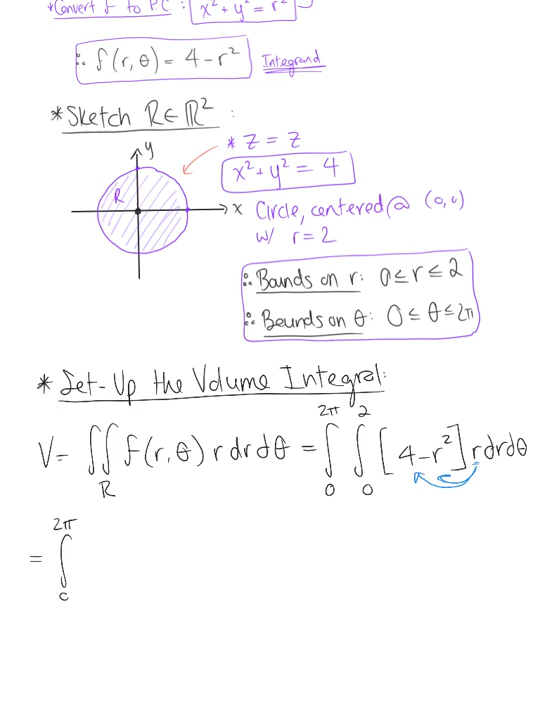 *Convert f to PC: x² + y² = r²
∴ f(r, θ) = 4 - r² Integrand
*Sketch R ∈ ℝ² :
y
* Z = Z
R
x² + y² = 4
x
Circle, centered @ (0,0)
w/ r = 2
∴ Bounds on r: 0 ≤ r ≤ 2
∴ Bounds on θ: 0 ≤ θ ≤ 2π
* Set-Up the Volume Integral:
V = ∬_R f(r, θ) r dr dθ = ∫_0^{2π} ∫_0^2 [4 - r²] r dr dθ
= ∫_0^{2π}